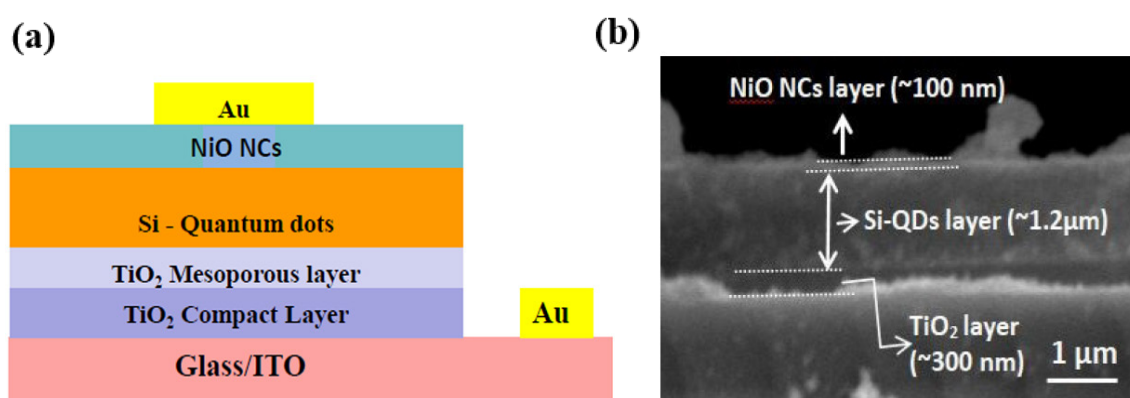 (a)
Au
NiO NCs
Si - Quantum dots
TiO₂ Mesoporous layer
TiO₂ Compact Layer
Au
Glass/ITO
(b)
NiO NCs layer (~100 nm)
Si-QDs layer (~1.2μm)
TiO₂ layer
(~300 nm)
1 μm